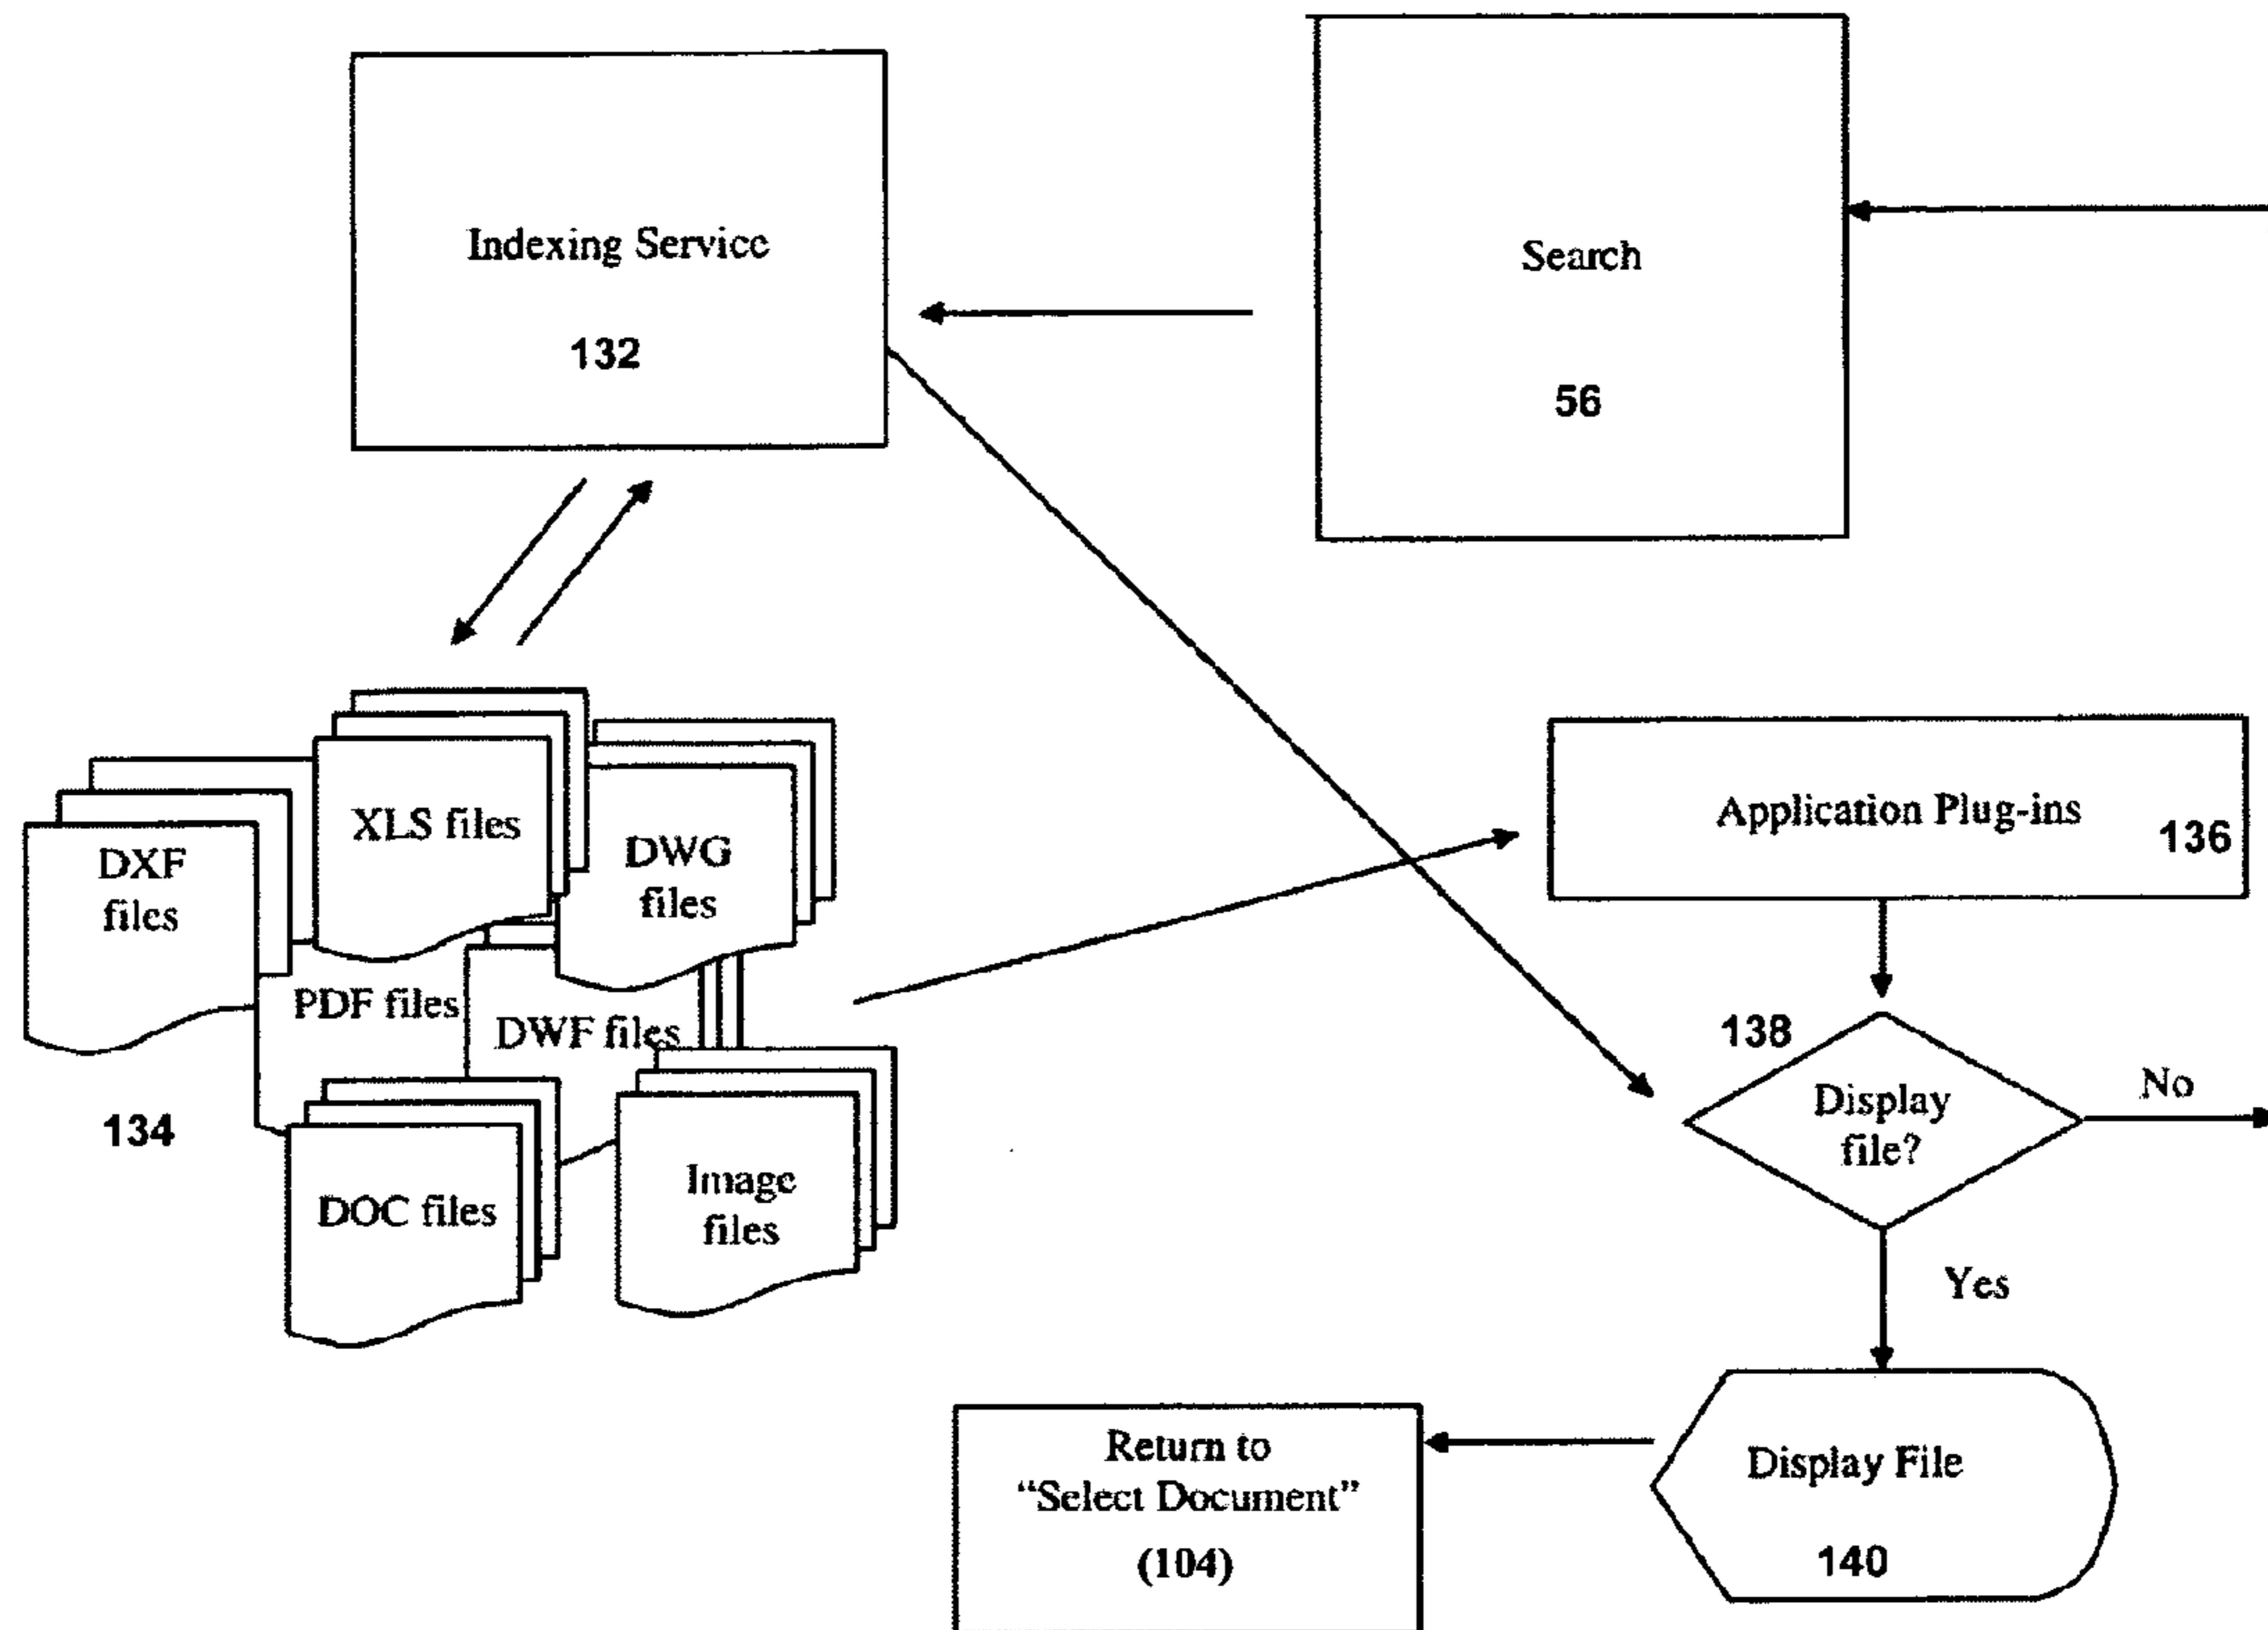 Indexing Service
132
Search
56
XLS files
DXF
files
DWG
files
PDF files
DWF files
134
DOC files
Image
files
Application Plug-ins
136
138
Display
file?
No
Yes
Return to
“Select Document”
(104)
Display File
140